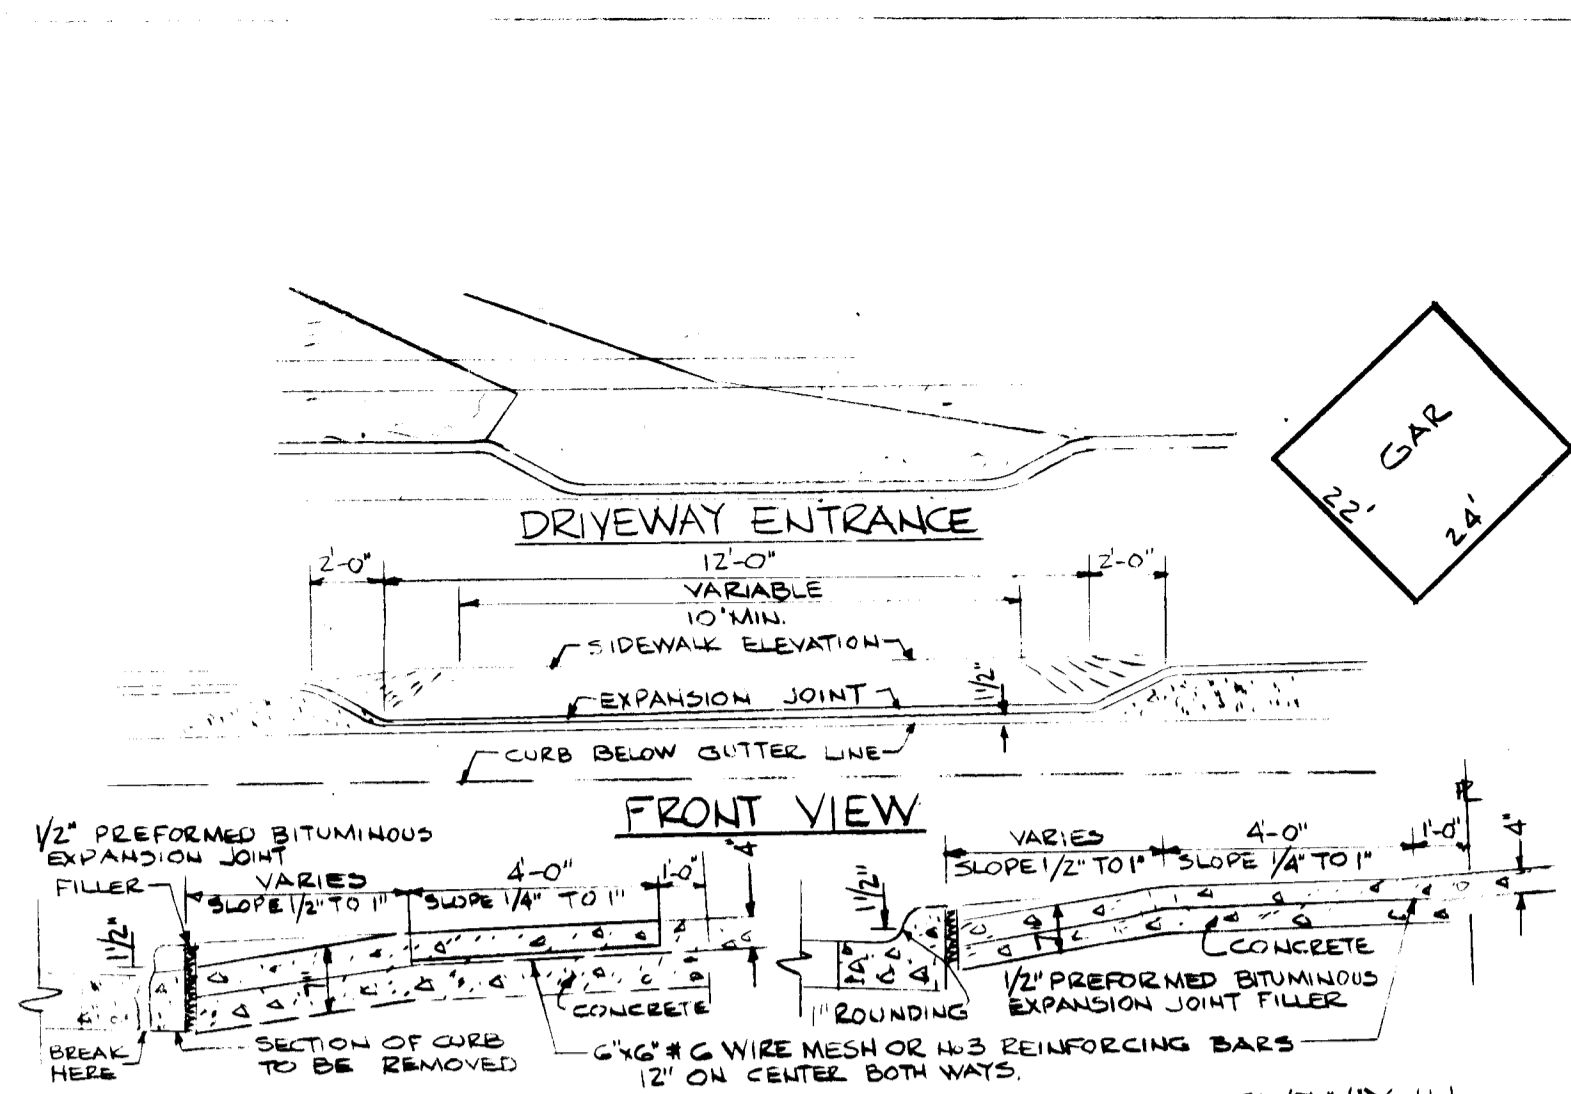 GAR
22'
24'
DRIVEWAY ENTRANCE
2'-0" 12'-0" 2'-0"
VARIABLE
10' MIN.
SIDEWALK ELEVATION
1 1/2"
EXPANSION JOINT
CURB BELOW GUTTER LINE
FRONT VIEW
1/2" PREFORMED BITUMINOUS
EXPANSION JOINT
FILLER
VARIES 4'-0" 1'-0" 4"
SLOPE 1/2" TO 1" SLOPE 1/4" TO 1"
1 1/2"
7"
CONCRETE
BREAK
HERE
SECTION OF CURB
TO BE REMOVED
6"x6" # 6 WIRE MESH OR No 3 REINFORCING BARS
12" ON CENTER BOTH WAYS.
PL
VARIES 4'-0" 1'-0" 4"
SLOPE 1/2" TO 1" SLOPE 1/4" TO 1"
1 1/2"
7"
CONCRETE
1/2" PREFORMED BITUMINOUS
EXPANSION JOINT FILLER
1" ROUNDING